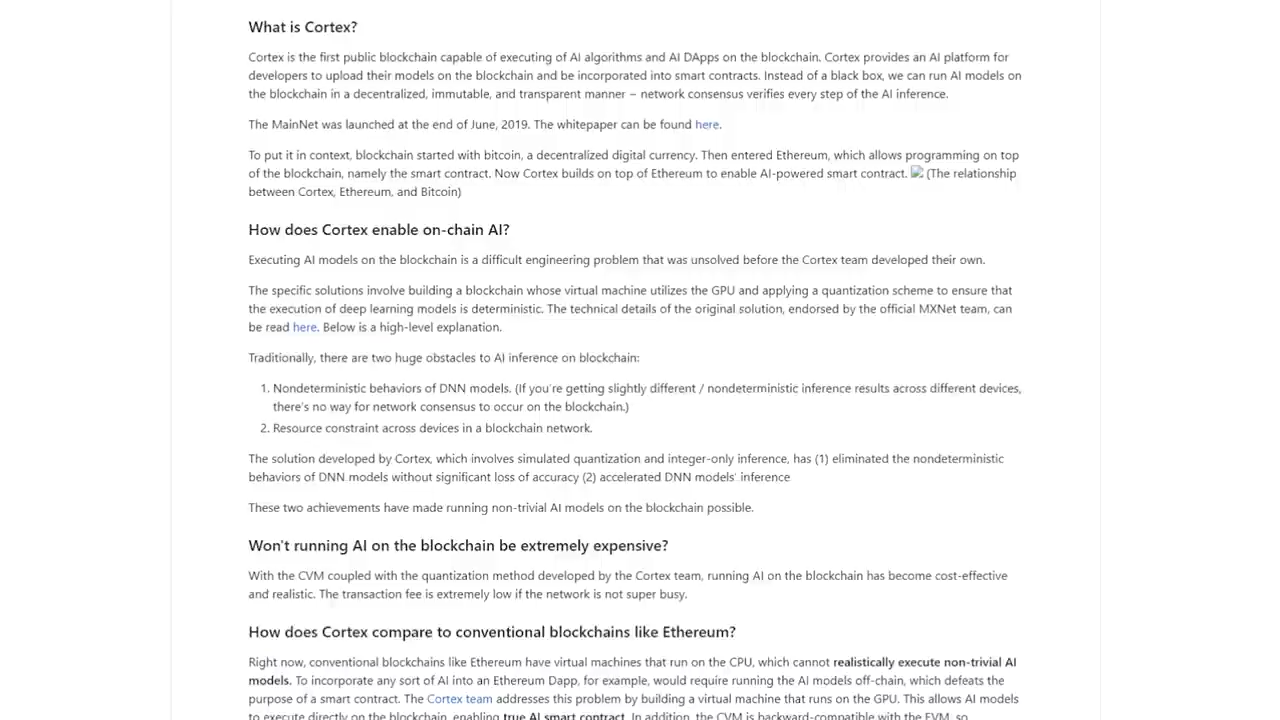 What is Cortex?
Cortex is the first public blockchain capable of executing of AI algorithms and AI DApps on the blockchain. Cortex provides an AI platform for
developers to upload their models on the blockchain and be incorporated into smart contracts. Instead of a black box, we can run AI models on
the blockchain in a decentralized, immutable, and transparent manner – network consensus verifies every step of the AI inference.
The MainNet was launched at the end of June, 2019. The whitepaper can be found here.
To put it in context, blockchain started with bitcoin, a decentralized digital currency. Then entered Ethereum, which allows programming on top
of the blockchain, namely the smart contract. Now Cortex builds on top of Ethereum to enable AI-powered smart contract. (The relationship
between Cortex, Ethereum, and Bitcoin)
How does Cortex enable on-chain AI?
Executing AI models on the blockchain is a difficult engineering problem that was unsolved before the Cortex team developed their own.
The specific solutions involve building a blockchain whose virtual machine utilizes the GPU and applying a quantization scheme to ensure that
the execution of deep learning models is deterministic. The technical details of the original solution, endorsed by the official MXNet team, can
be read here. Below is a high-level explanation.
Traditionally, there are two huge obstacles to AI inference on blockchain:
1. Nondeterministic behaviors of DNN models. (If you're getting slightly different / nondeterministic inference results across different devices,
there's no way for network consensus to occur on the blockchain.)
2. Resource constraint across devices in a blockchain network.
The solution developed by Cortex, which involves simulated quantization and integer-only inference, has (1) eliminated the nondeterministic
behaviors of DNN models without significant loss of accuracy (2) accelerated DNN models' inference
These two achievements have made running non-trivial AI models on the blockchain possible.
Won't running AI on the blockchain be extremely expensive?
With the CVM coupled with the quantization method developed by the Cortex team, running AI on the blockchain has become cost-effective
and realistic. The transaction fee is extremely low if the network is not super busy.
How does Cortex compare to conventional blockchains like Ethereum?
Right now, conventional blockchains like Ethereum have virtual machines that run on the CPU, which cannot realistically execute non-trivial AI
models. To incorporate any sort of AI into an Ethereum Dapp, for example, would require running the AI models off-chain, which defeats the
purpose of a smart contract. The Cortex team addresses this problem by building a virtual machine that runs on the GPU. This allows AI models
to execute directly on the blockchain, enabling true AI smart contract. In addition, the CVM is backward-compatible with the EVM, so